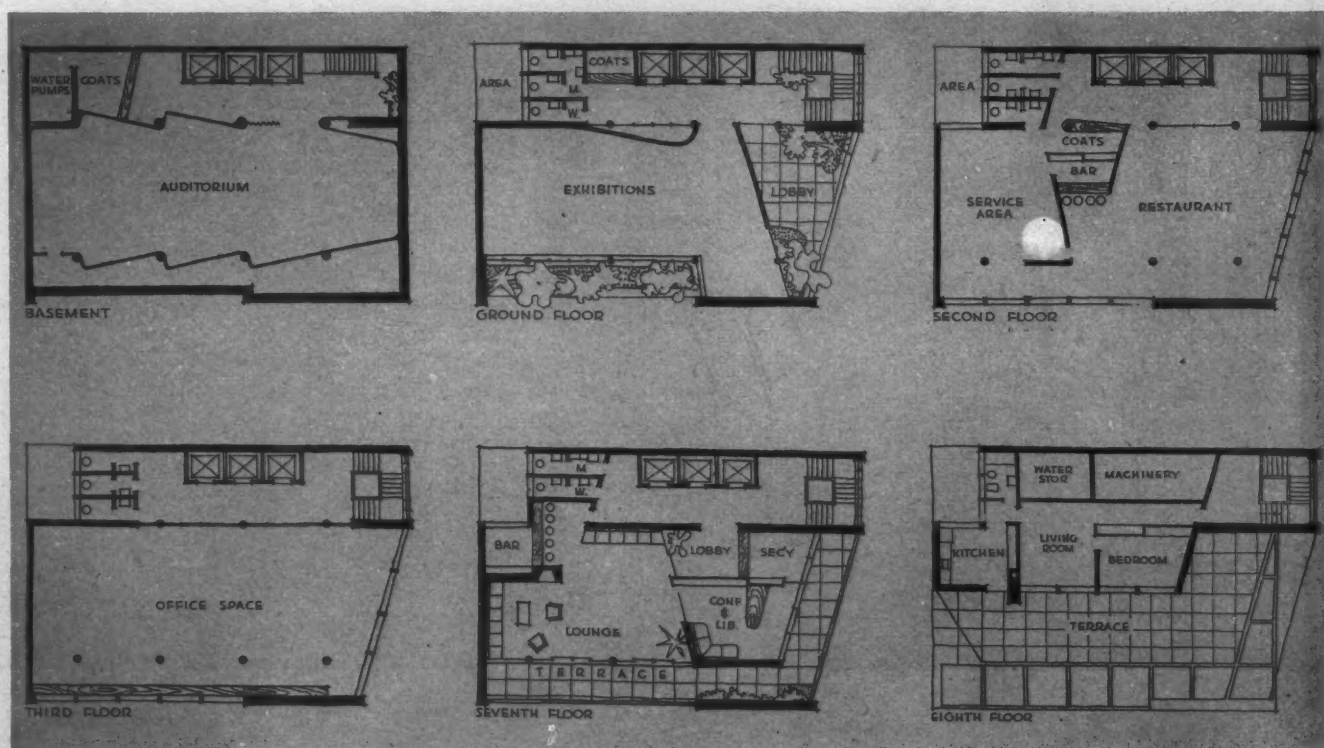 WATER
PUMPS
COATS
AUDITORIUM
BASEMENT
AREA
COATS
M.
W.
EXHIBITIONS
LOBBY
GROUND FLOOR
AREA
COATS
BAR
SERVICE
AREA
RESTAURANT
SECOND FLOOR
OFFICE SPACE
THIRD FLOOR
M.
W.
BAR
LOBBY
SECY
CONF
&
LIB.
LOUNGE
TERRACE
SEVENTH FLOOR
WATER
STOR
MACHINERY
KITCHEN
LIVING
ROOM
BEDROOM
TERRACE
EIGHTH FLOOR